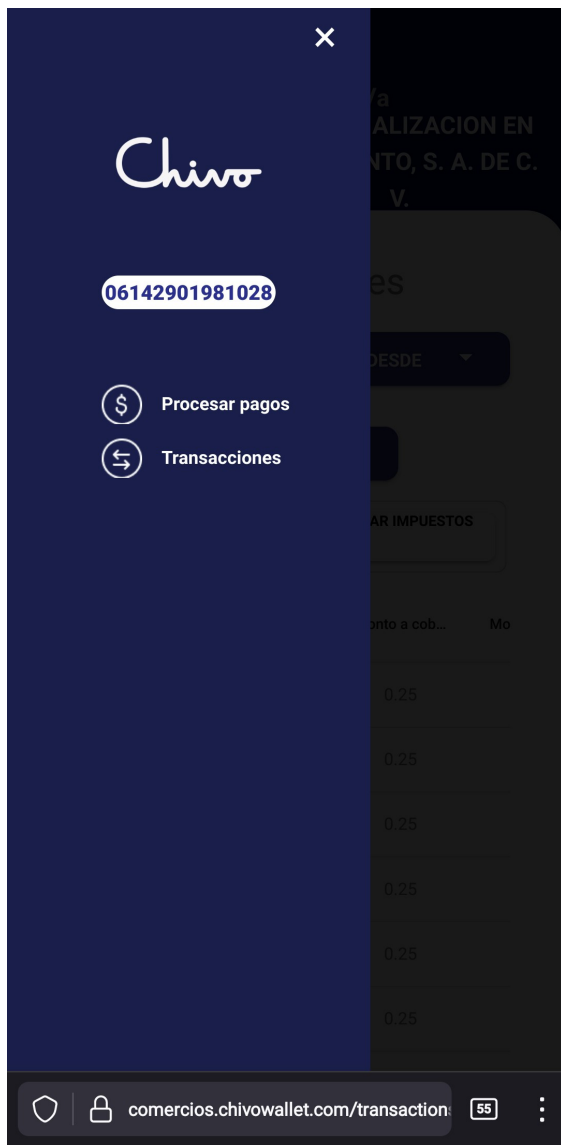 Chivo
/a
ALIZACION EN
NTO, S. A. DE C.
V.
06142901981028
es
DESDE
Procesar pagos
Transacciones
AR IMPUESTOS
onto a cob...
Mo
0.25
0.25
0.25
0.25
0.25
0.25
comercios.chivowallet.com/transaction
55